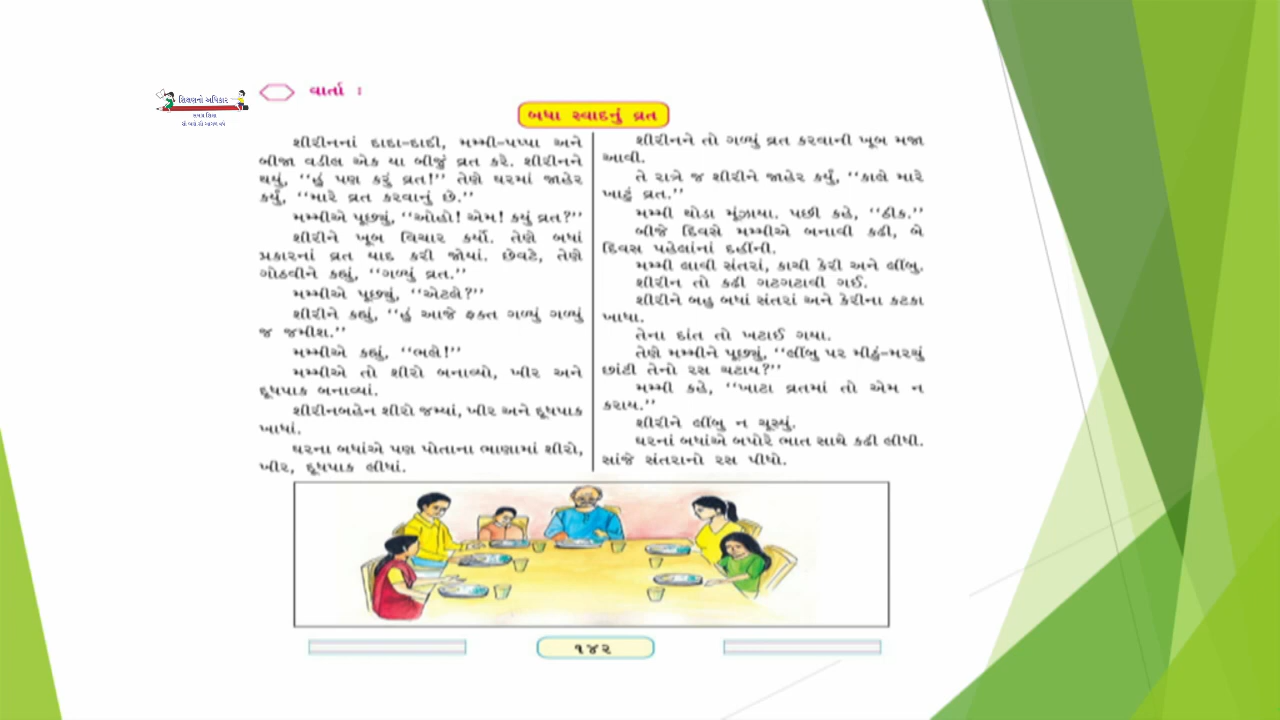 શિક્ષણનો અધિકાર
સમગ્ર શિક્ષા
વાર્તા :
બધા સ્વાદનું વ્રત
શીરીનનાં દાદા-દાદી, મમ્મી-પપ્પા અને
બીજા વડીલ એક યા બીજું વ્રત કરે. શીરીનને
થયું, ‘‘હું પણ કરું વ્રત!’’ તેણે ઘરમાં જાહેર
કર્યું, ‘‘મારે વ્રત કરવાનું છે.’’
મમ્મીએ પૂછ્યું, ‘‘ઓહો! એમ! કયું વ્રત?’’
શીરીને ખૂબ વિચાર કર્યો. તેણે બધાં
પ્રકારનાં વ્રત યાદ કરી જોયાં. છેવટે, તેણે
ગોઠવીને કહ્યું, ‘‘ગળ્યું વ્રત.’’
મમ્મીએ પૂછ્યું, ‘‘એટલે?’’
શીરીને કહ્યું, ‘‘હું આજે ફક્ત ગળ્યું ગળ્યું
જ જમીશ.’’
મમ્મીએ કહ્યું, ‘‘ભલે!’’
મમ્મીએ તો શીરો બનાવ્યો, ખીર અને
દૂધપાક બનાવ્યાં.
શીરીનબહેન શીરો જમ્યાં, ખીર અને દૂધપાક
ખાધાં.
ઘરના બધાંએ પણ પોતાના ભાણામાં શીરો,
ખીર, દૂધપાક લીધાં.
શીરીનને તો ગળ્યું વ્રત કરવાની ખૂબ મજા
આવી.
તે રાત્રે જ શીરીને જાહેર કર્યું, ‘‘કાલે મારે
ખાટું વ્રત.’’
મમ્મી થોડા મૂંઝાયા. પછી કહે, ‘‘ઠીક.’’
બીજે દિવસે મમ્મીએ બનાવી કઢી, બે
દિવસ પહેલાંનાં દહીંની.
મમ્મી લાવી સંતરાં, કાચી કેરી અને લીંબુ.
શીરીન તો કઢી ગટગટાવી ગઈ.
શીરીને બહુ બધાં સંતરાં અને કેરીના કટકા
ખાધા.
તેના દાંત તો ખટાઈ ગયા.
તેણે મમ્મીને પૂછ્યું, ‘‘લીંબુ પર મીઠું-મરચું
છાંટી તેનો રસ ચટાય?’’
મમ્મી કહે, ‘‘ખાટા વ્રતમાં તો એમ ન
કરાય.’’
શીરીને લીંબુ ન ચૂસ્યું.
ઘરનાં બધાંએ બપોરે ભાત સાથે કઢી લીધી.
સાંજે સંતરાનો રસ પીધો.
૧૪૨